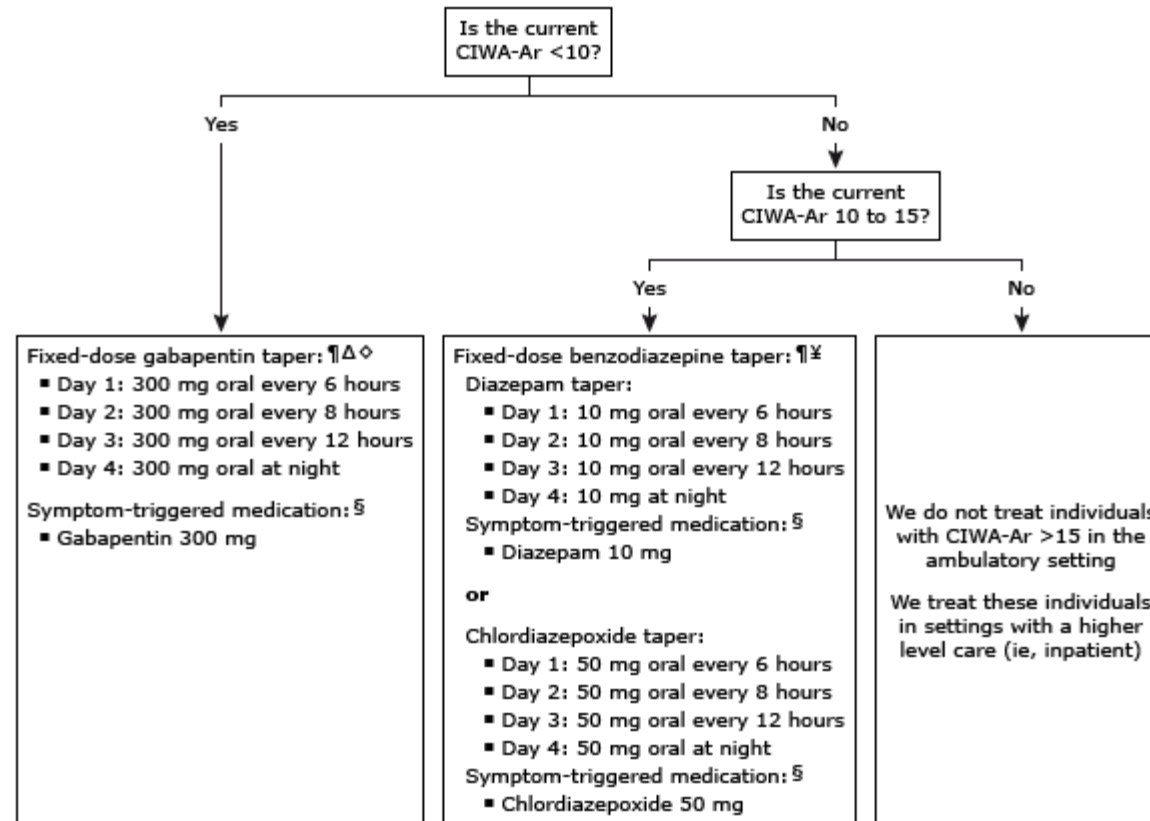 Is the current
CIWA-Ar <10?
Yes
No
Is the current
CIWA-Ar 10 to 15?
Yes
No
Fixed-dose gabapentin taper: ¶Δ◇
▪ Day 1: 300 mg oral every 6 hours
▪ Day 2: 300 mg oral every 8 hours
▪ Day 3: 300 mg oral every 12 hours
▪ Day 4: 300 mg oral at night
Symptom-triggered medication: §
▪ Gabapentin 300 mg
Fixed-dose benzodiazepine taper: ¶¥
Diazepam taper:
▪ Day 1: 10 mg oral every 6 hours
▪ Day 2: 10 mg oral every 8 hours
▪ Day 3: 10 mg oral every 12 hours
▪ Day 4: 10 mg at night
Symptom-triggered medication: §
▪ Diazepam 10 mg
or
Chlordiazepoxide taper:
▪ Day 1: 50 mg oral every 6 hours
▪ Day 2: 50 mg oral every 8 hours
▪ Day 3: 50 mg oral every 12 hours
▪ Day 4: 50 mg oral at night
Symptom-triggered medication: §
▪ Chlordiazepoxide 50 mg
We do not treat individuals
with CIWA-Ar >15 in the
ambulatory setting
We treat these individuals
in settings with a higher
level care (ie, inpatient)